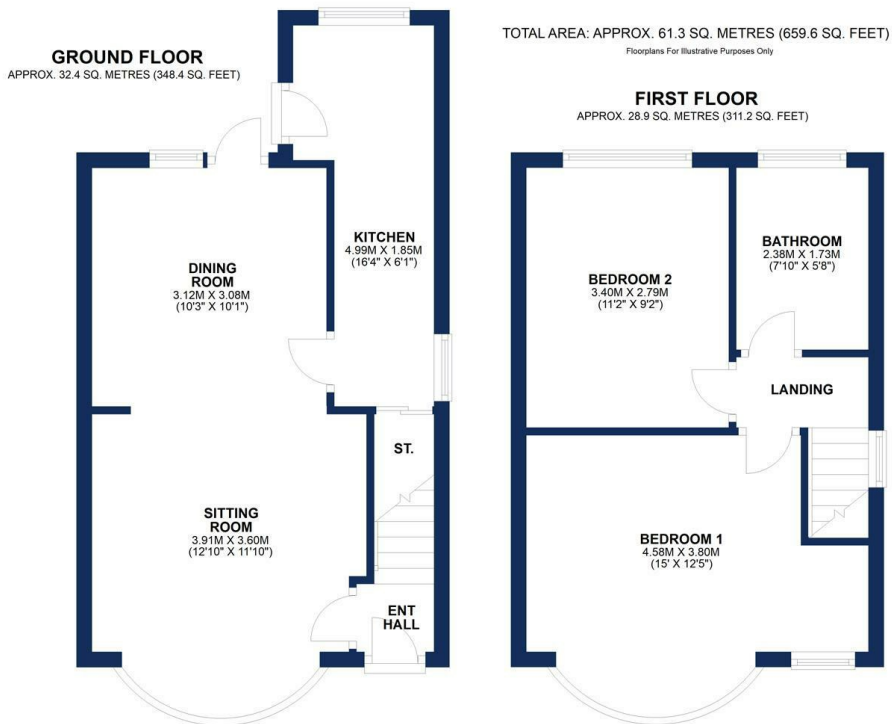 GROUND FLOOR
APPROX. 32.4 SQ. METRES (348.4 SQ. FEET)
TOTAL AREA: APPROX. 61.3 SQ. METRES (659.6 SQ. FEET)
Floorplans For Illustrative Purposes Only
FIRST FLOOR
APPROX. 28.9 SQ. METRES (311.2 SQ. FEET)
KITCHEN
4.99M X 1.85M
(16'4" X 6'1")
DINING
ROOM
3.12M X 3.08M
(10'3" X 10'1")
ST.
SITTING
ROOM
3.91M X 3.60M
(12'10" X 11'10")
ENT
HALL
BATHROOM
2.38M X 1.73M
(7'10" X 5'8")
BEDROOM 2
3.40M X 2.79M
(11'2" X 9'2")
LANDING
BEDROOM 1
4.58M X 3.80M
(15' X 12'5")